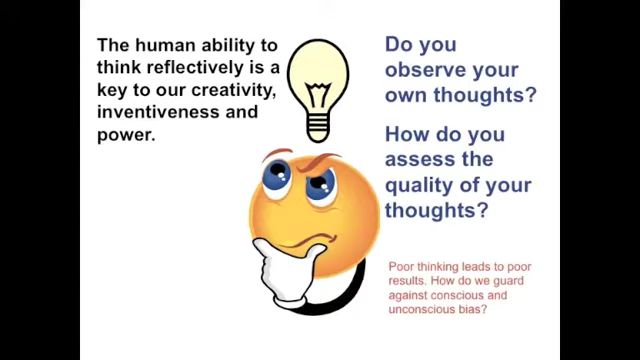 The human ability to
think reflectively is a
key to our creativity,
inventiveness and
power.
Do you
observe your
own thoughts?
How do you
assess the
quality of your
thoughts?
Poor thinking leads to poor
results. How do we guard
against conscious and
unconscious bias?